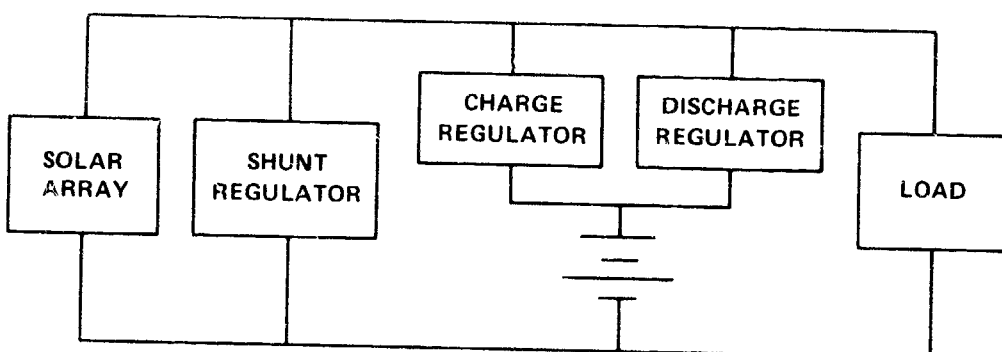 SOLAR
ARRAY
SHUNT
REGULATOR
CHARGE
REGULATOR
DISCHARGE
REGULATOR
LOAD